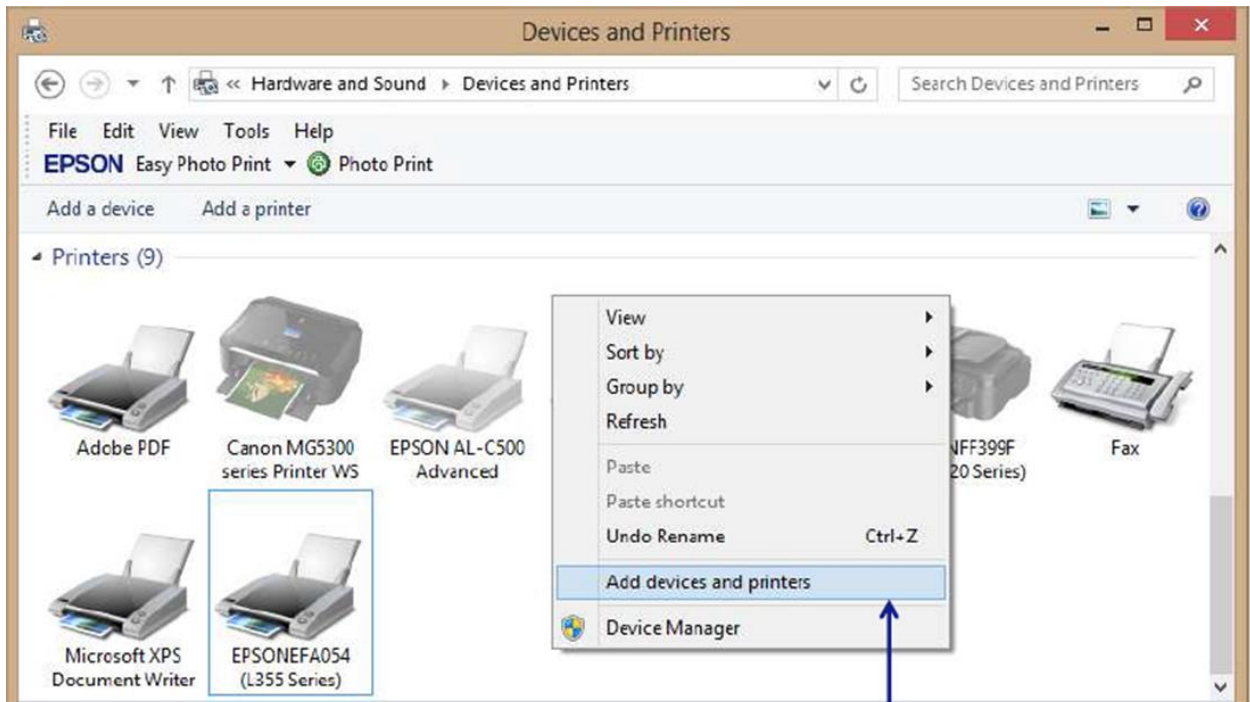 Devices and Printers
« Hardware and Sound Devices and Printers
Search Devices and Printers
File Edit View Tools Help
EPSON Easy Photo Print Photo Print
Add a device Add a printer
Printers (9)
Adobe PDF
Canon MG5300
series Printer WS
EPSON AL-C500
Advanced
View
Sort by
Group by
Refresh
Paste
Paste shortcut
Undo Rename Ctrl+Z
Add devices and printers
Device Manager
NFF399F
20 Series)
Fax
Microsoft XPS
Document Writer
EPSONEFA054
(L355 Series)